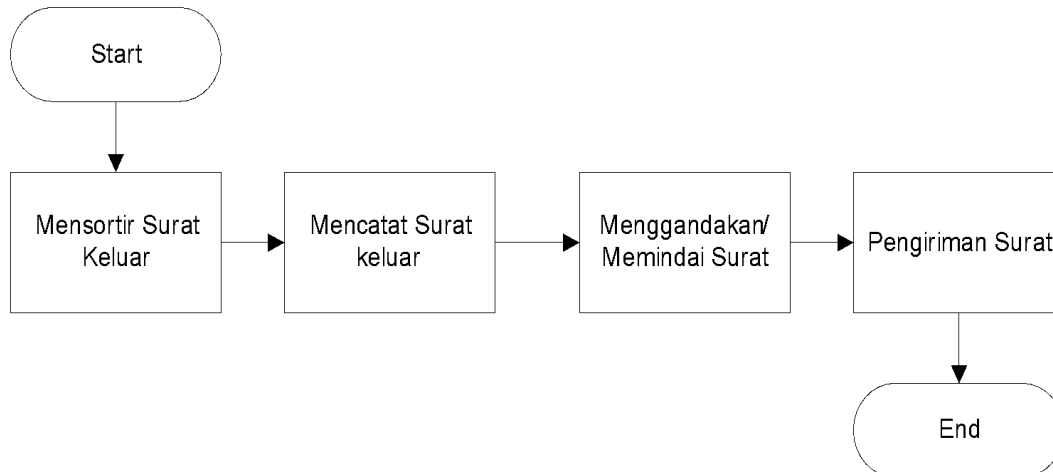 Start
Mensortir Surat
Keluar
Mencatat Surat
keluar
Menggandakan/
Memindai Surat
Pengiriman Surat
End